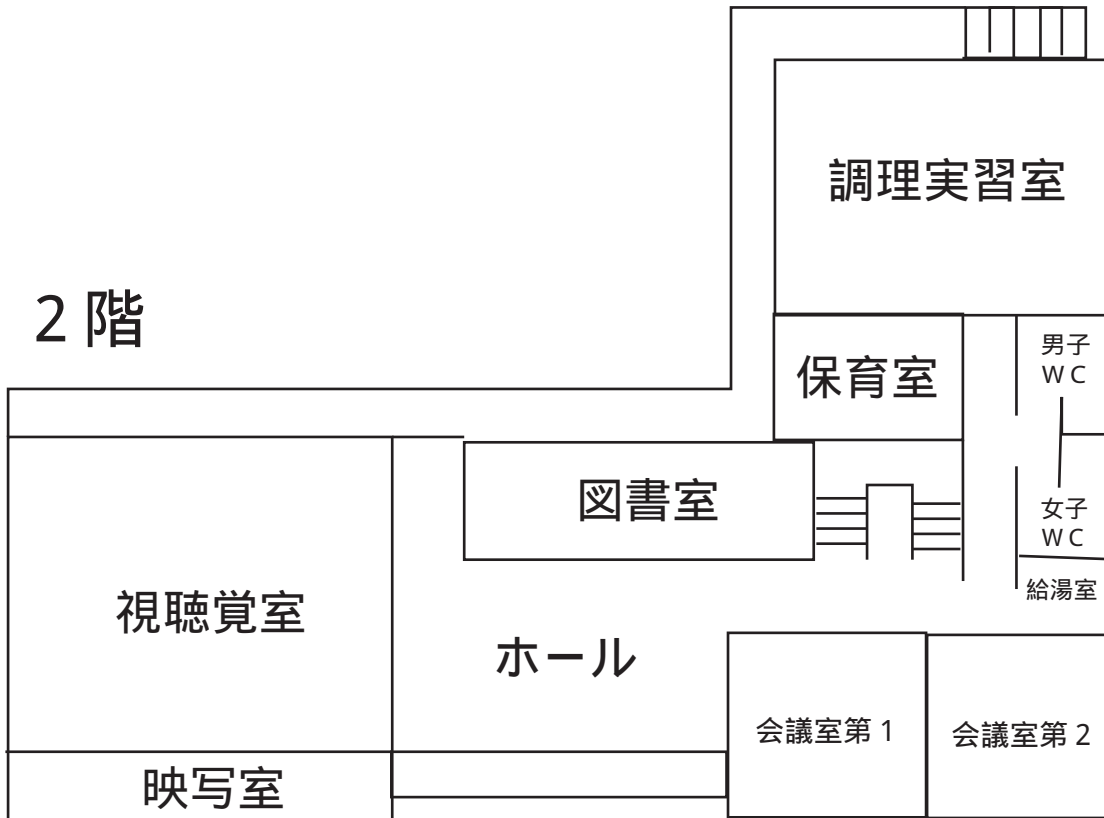 調理実習室
2 階
男子
ＷＣ
保育室
図書室
女子
ＷＣ
給湯室
視聴覚室
ホール
会議室第 1
会議室第 2
映写室